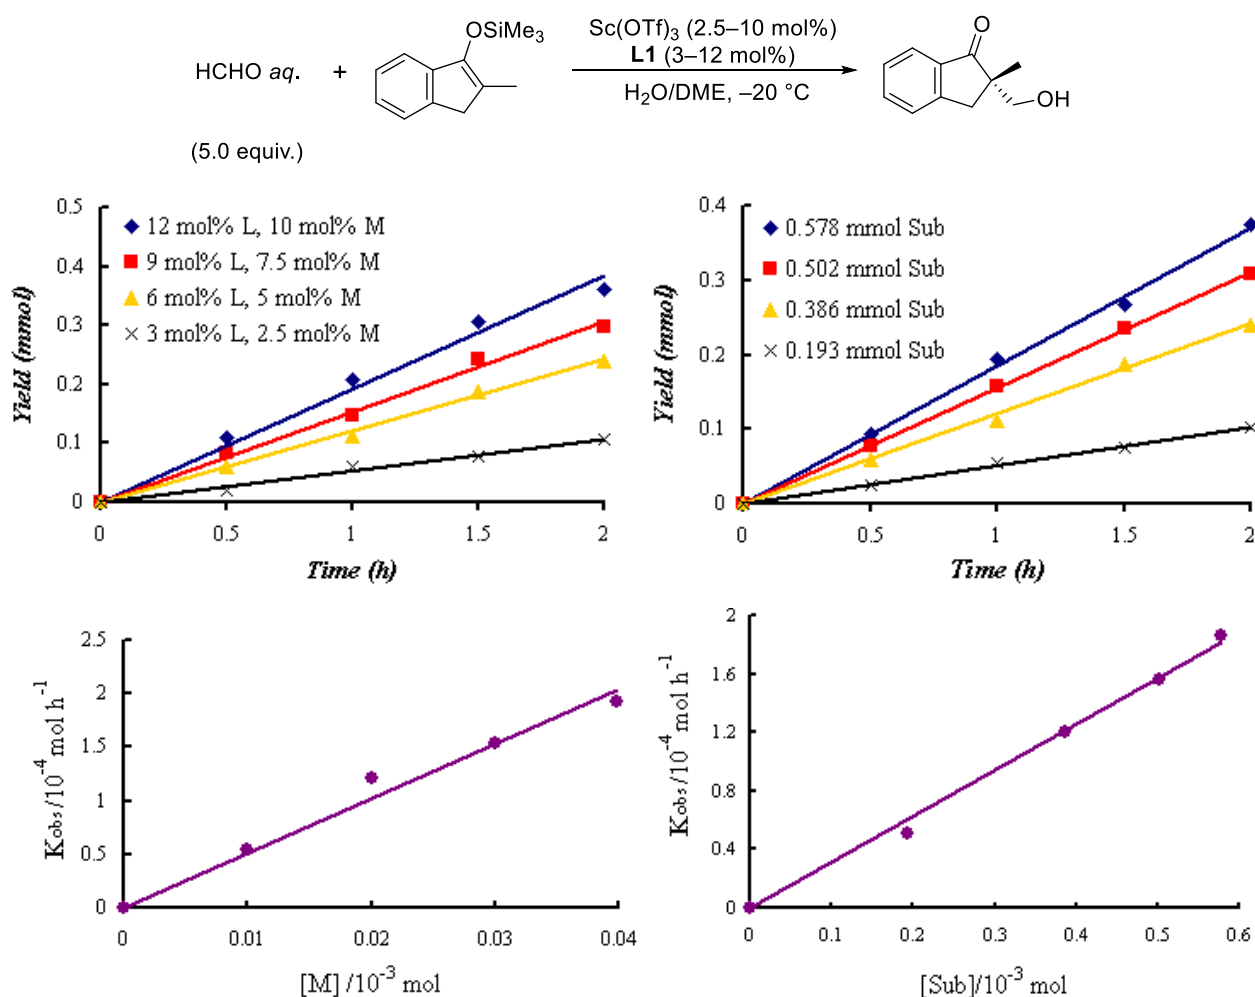 OSiMe3
Sc(OTf)3 (2.5–10 mol%)
L1 (3–12 mol%)
HCHO aq. +
H2O/DME, –20 °C
O
OH
(5.0 equiv.)
0.5
0.4
0.3
0.2
0.1
0
12 mol% L, 10 mol% M
9 mol% L, 7.5 mol% M
6 mol% L, 5 mol% M
3 mol% L, 2.5 mol% M
Yield (mmol)
0 0.5 1 1.5 2
Time (h)
0.4
0.3
0.2
0.1
0
0.578 mmol Sub
0.502 mmol Sub
0.386 mmol Sub
0.193 mmol Sub
Yield (mmol)
0 0.5 1 1.5 2
Time (h)
2.5
2
1.5
1
0.5
0
Kobs /10-4 mol h-1
0 0.01 0.02 0.03 0.04
[M] /10-3 mol
2
1.6
1.2
0.8
0.4
0
Kobs /10-4 mol h-1
0 0.1 0.2 0.3 0.4 0.5 0.6
[Sub]/10-3 mol